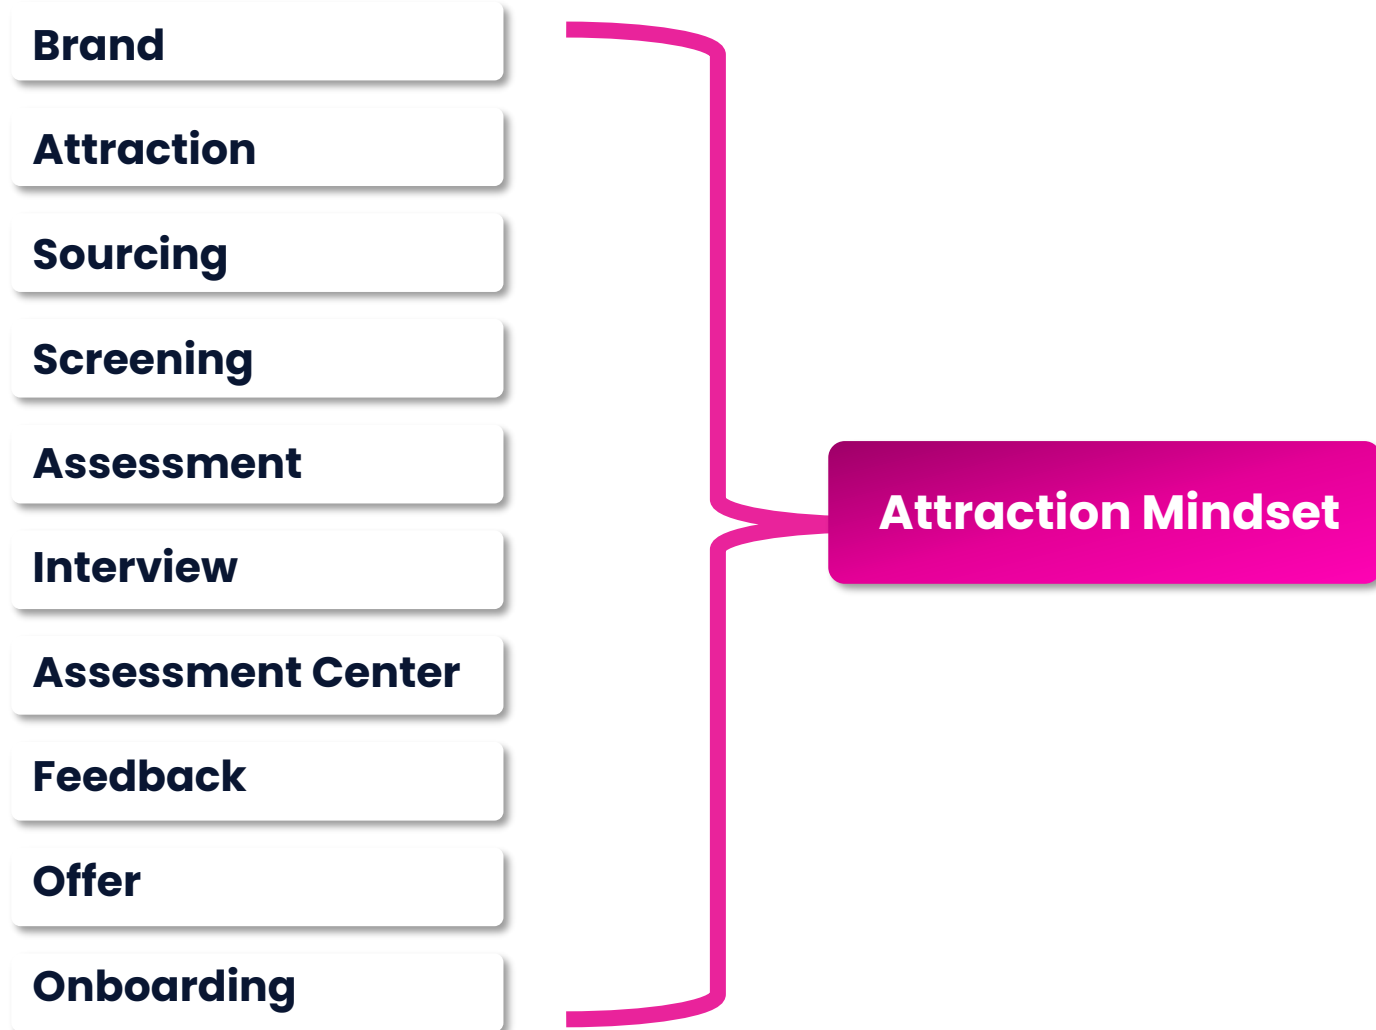 Brand
Attraction
Sourcing
Screening
Assessment
Interview
Assessment Center
Feedback
Offer
Onboarding
Attraction Mindset